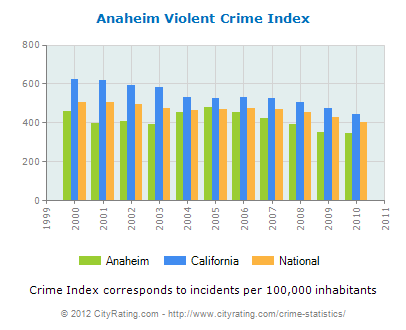 Anaheim Violent Crime Index
800
600
400
200
0
1999 2000 2001 2002 2003 2004 2005 2006 2007 2008 2009 2010 2011
Anaheim California National
Crime Index corresponds to incidents per 100,000 inhabitants
© 2012 CityRating.com - http://www.cityrating.com/crime-statistics/